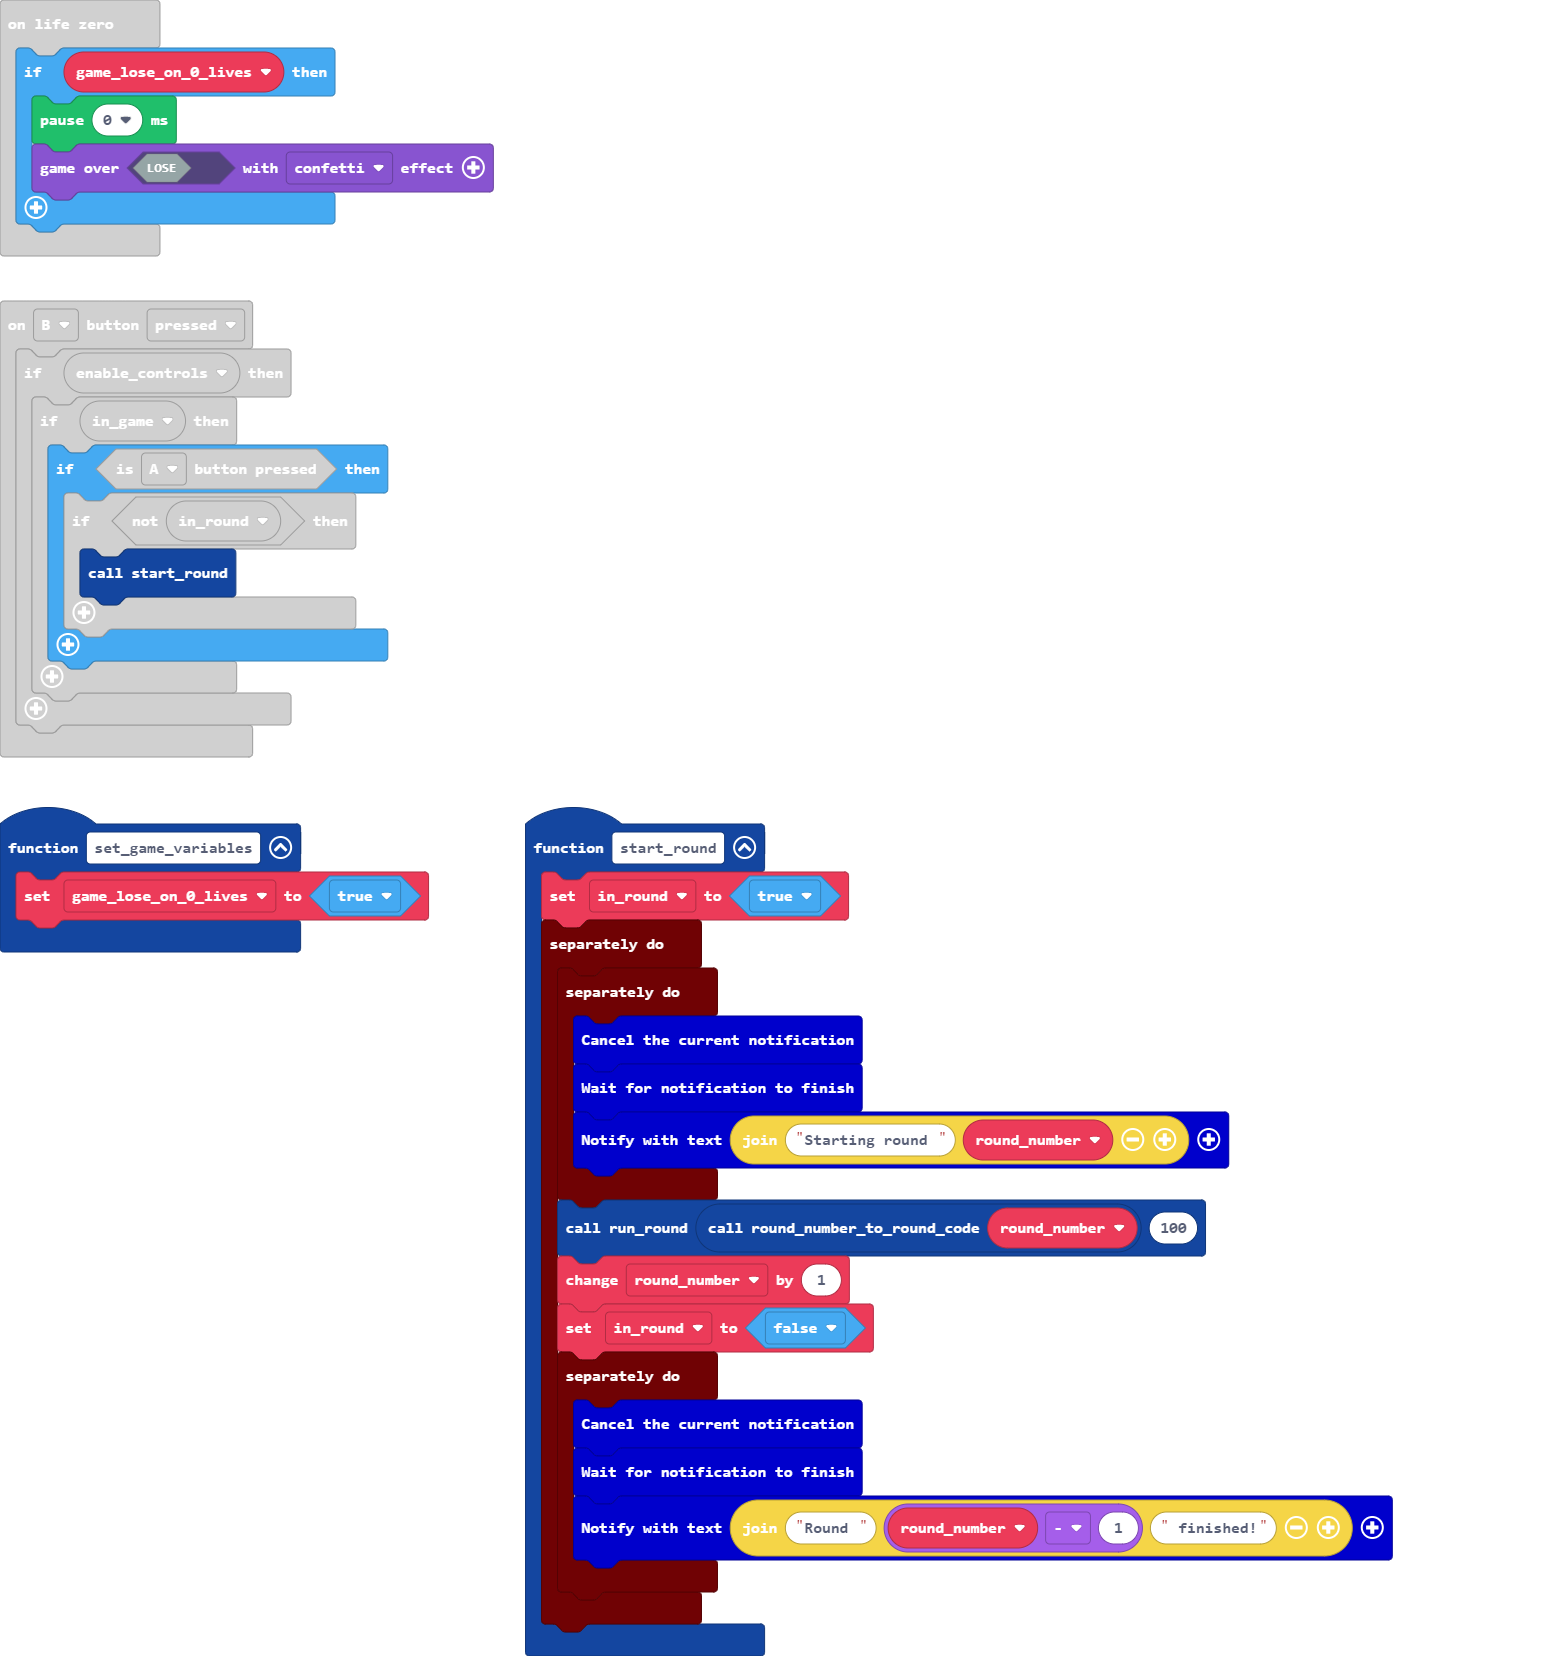 on life zero
if game_lose_on_0_lives then
pause 0 ms
game over LOSE with confetti effect
on B button pressed
if enable_controls then
if in_game then
if is A button pressed then
if not in_round then
call start_round
function set_game_variables
set game_lose_on_0_lives to true
function start_round
set in_round to true
separately do
separately do
Cancel the current notification
Wait for notification to finish
Notify with text join "Starting round " round_number
call run_round call round_number_to_round_code round_number 100
change round_number by 1
set in_round to false
separately do
Cancel the current notification
Wait for notification to finish
Notify with text join "Round " round_number - 1 " finished!"